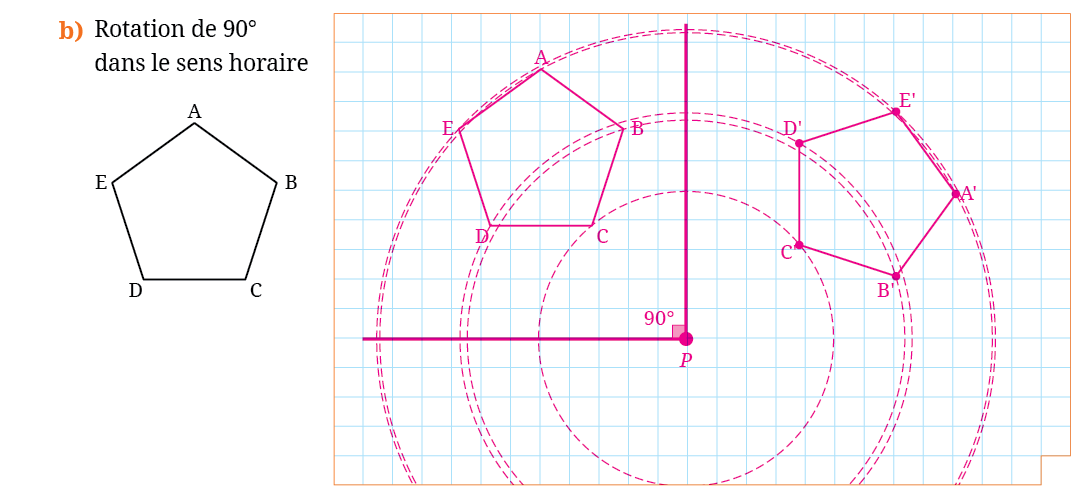 b) Rotation de 90°
dans le sens horaire
A
E
B
D
C
A
E
B
D
C
90°
P
D'
E'
A'
C'
B'